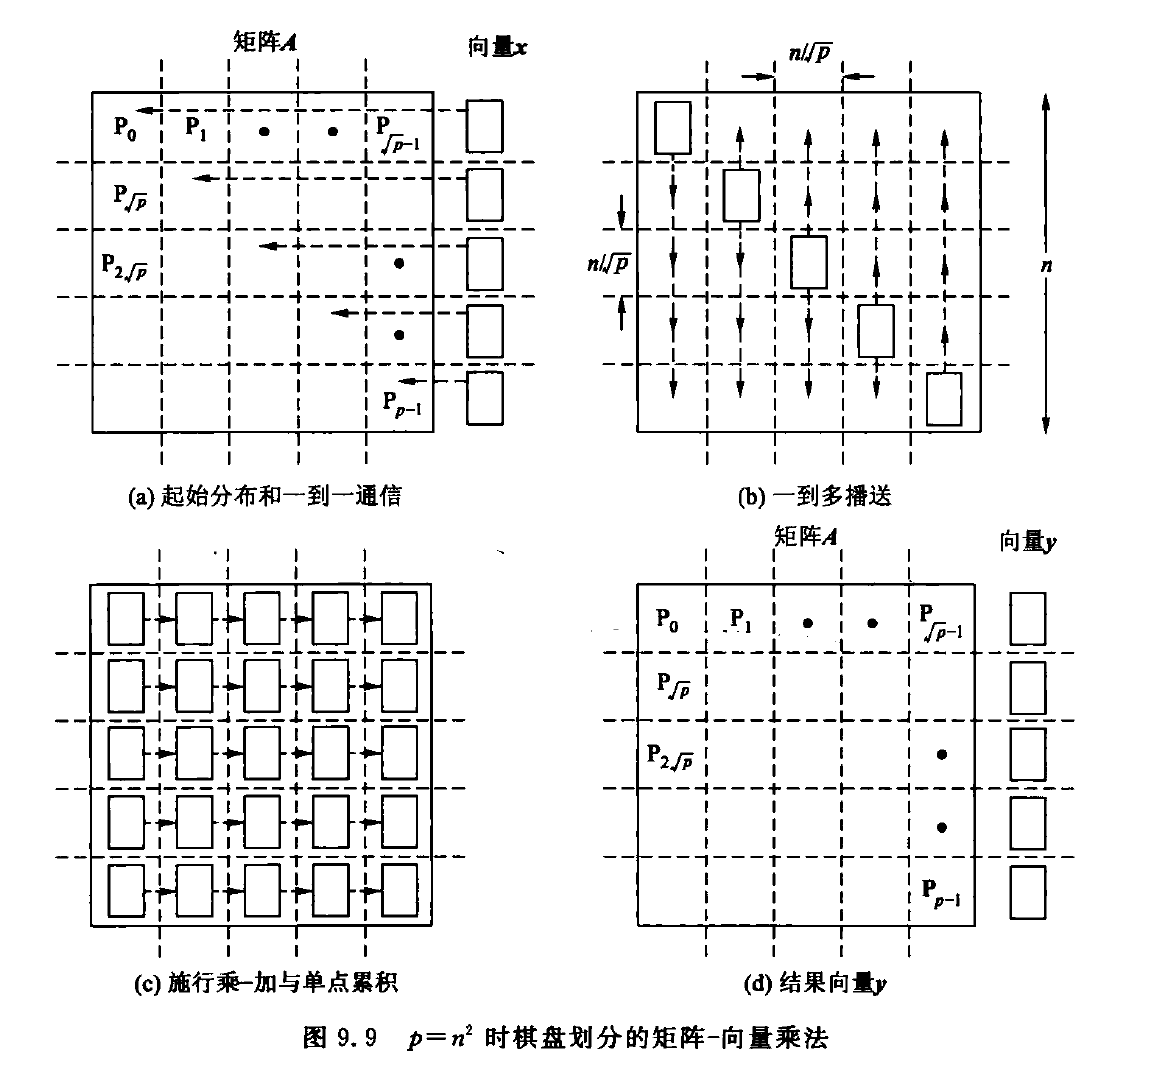 矩阵A 向量x
P0 P1 P√p-1
P√p
P2√p
Pp-1
(a) 起始分布和一到一通信
n/√p
n/√p
n
(b) 一到多播送
(c) 施行乘-加与单点累积
矩阵A 向量y
P0 P1 P√p-1
P√p
P2√p
Pp-1
(d) 结果向量y
图 9.9 p=n² 时棋盘划分的矩阵-向量乘法